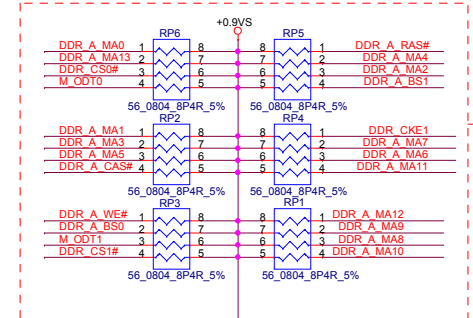 +0.9VS
RP6 RP5
DDR_A_MA0 1 8 8 1 DDR_A_RAS#
DDR_A_MA13 2 7 7 2 DDR_A_MA4
DDR_CS0# 3 6 6 3 DDR_A_MA2
M_ODT0 4 5 5 4 DDR_A_BS1
56_0804_8P4R_5% 56_0804_8P4R_5%
RP2 RP4
DDR_A_MA1 1 8 8 1 DDR_CKE1
DDR_A_MA3 2 7 7 2 DDR_A_MA7
DDR_A_MA5 3 6 6 3 DDR_A_MA6
DDR_A_CAS# 4 5 5 4 DDR_A_MA11
56_0804_8P4R_5% 56_0804_8P4R_5%
RP3 RP1
DDR_A_WE# 1 8 8 1 DDR_A_MA12
DDR_A_BS0 2 7 7 2 DDR_A_MA9
M_ODT1 3 6 6 3 DDR_A_MA8
DDR_CS1# 4 5 5 4 DDR_A_MA10
56_0804_8P4R_5% 56_0804_8P4R_5%